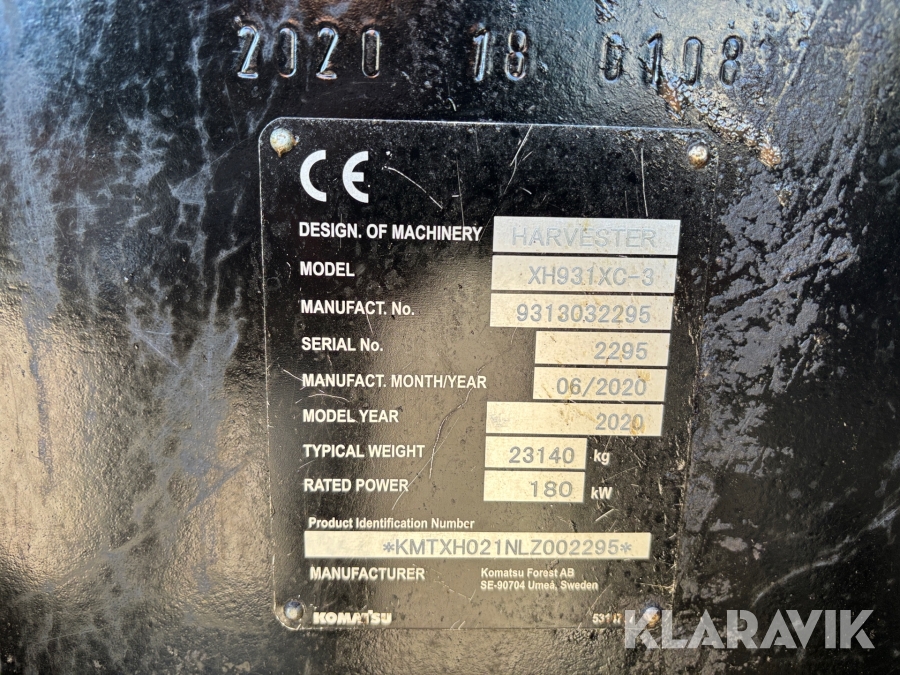 2020 18
CE
DESIGN. OF MACHINERY HARVESTER
MODEL XH931XC-3
MANUFACT. No. 9313032295
SERIAL No. 2295
MANUFACT. MONTH/YEAR 06/2020
MODEL YEAR 2020
TYPICAL WEIGHT 23140 kg
RATED POWER 180 kW
Product Identification Number
*KMTXH021NLZ002295*
MANUFACTURER Komatsu Forest AB
SE-90704 Umeå, Sweden
KOMATSU
KLARAVIK